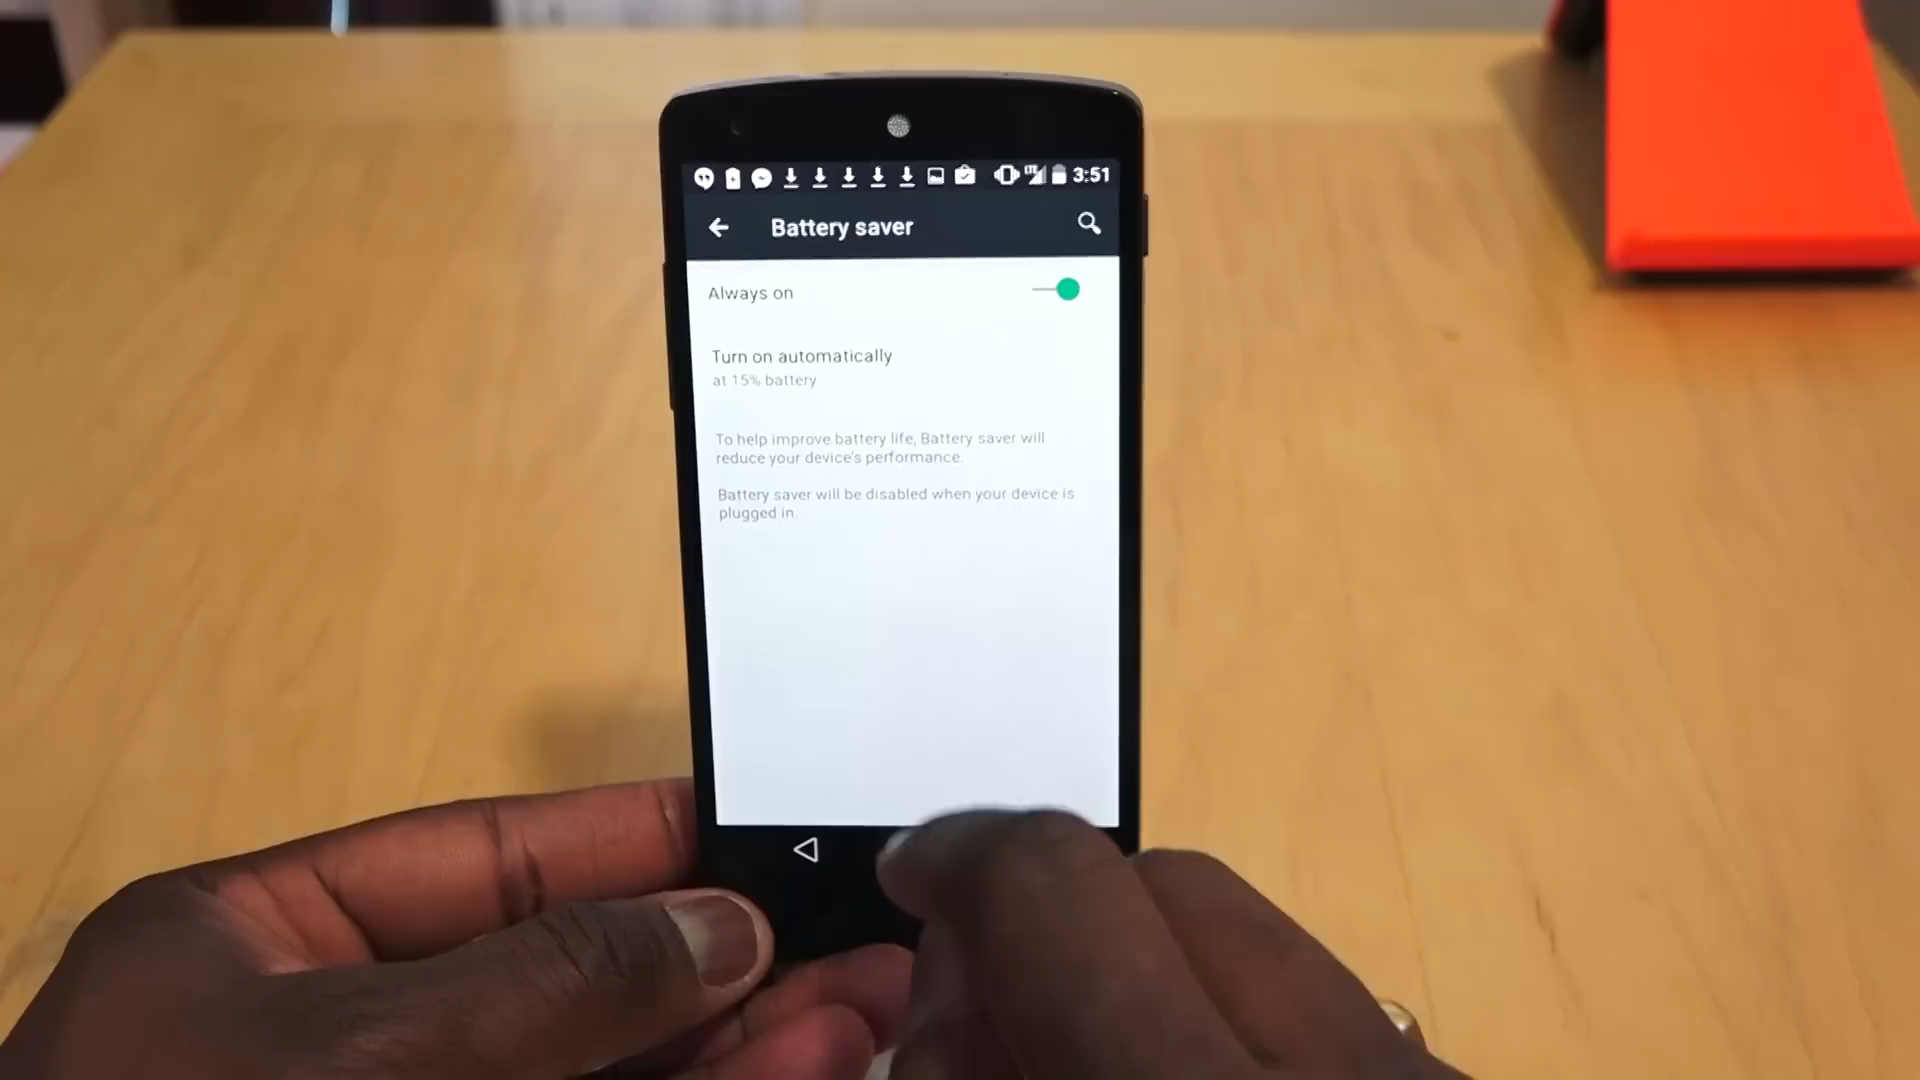 LTE 3:51
Battery saver
Always on
Turn on automatically
at 15% battery
To help improve battery life, Battery saver will
reduce your device's performance.
Battery saver will be disabled when your device is
plugged in.